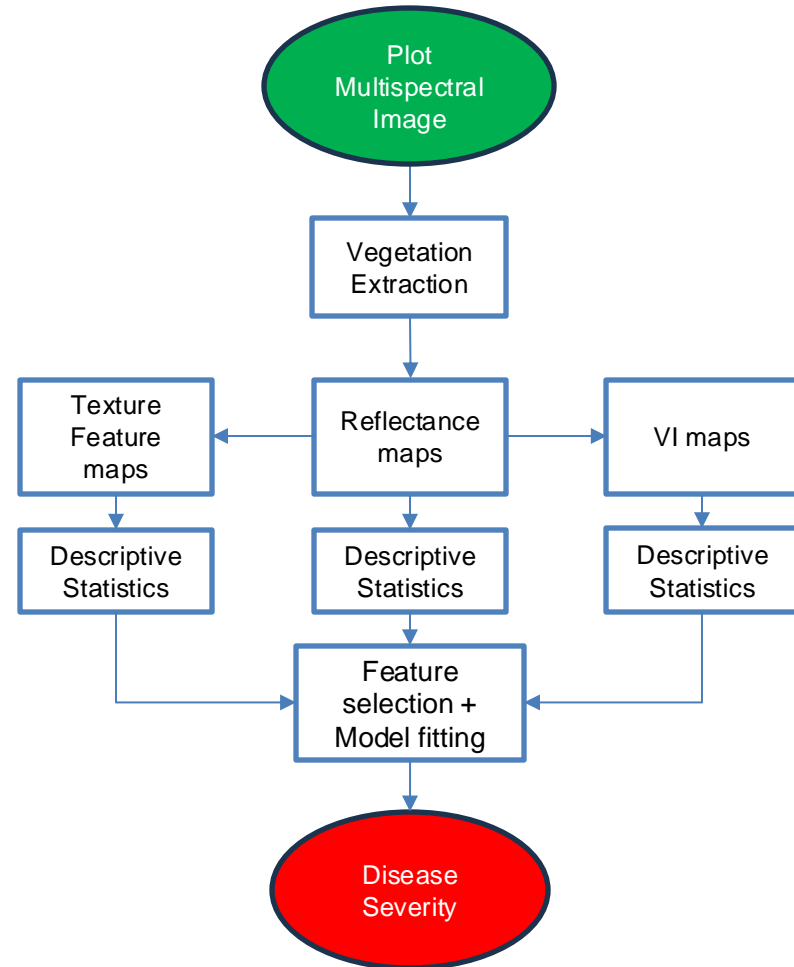 Plot
Multispectral
Image
Vegetation
Extraction
Texture
Feature
maps
Reflectance
maps
VI maps
Descriptive
Statistics
Descriptive
Statistics
Descriptive
Statistics
Feature
selection +
Model fitting
Disease
Severity